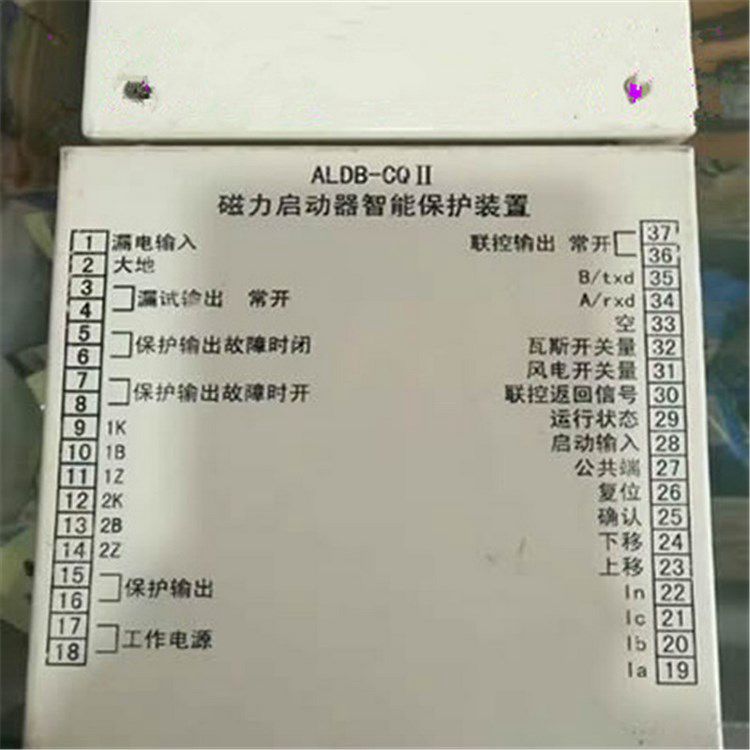 ALDB-CQⅡ
磁力启动器智能保护装置
1 漏电输入
2 大地
3
4
漏试输出 常开
5
6
保护输出故障时闭
7
8
保护输出故障时开
9 1K
10 1B
11 1Z
12 2K
13 2B
14 2Z
15
16
保护输出
17
18
工作电源
联控输出 常开
37
36
B/txd 35
A/rxd 34
空 33
瓦斯开关量 32
风电开关量 31
联控返回信号 30
运行状态 29
启动输入 28
公共端 27
复位 26
确认 25
下移 24
上移 23
In 22
Ic 21
Ib 20
Ia 19